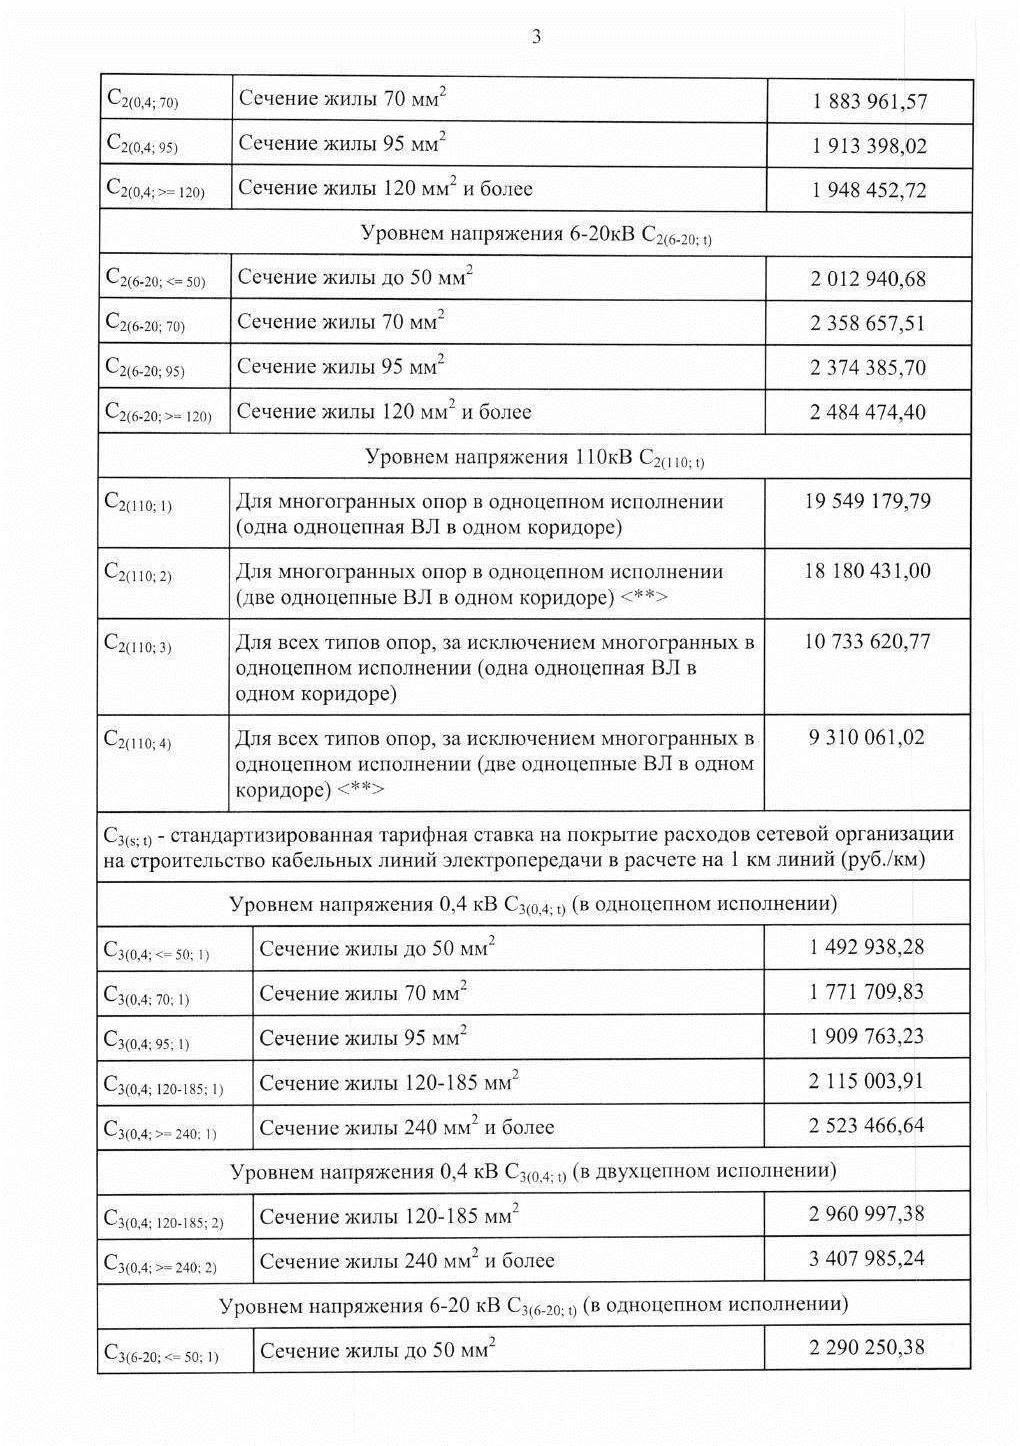 3
C2(0,4; 70) Сечение жилы 70 мм2 1 883 961,57
C2(0,4; 95) Сечение жилы 95 мм2 1 913 398,02
C2(0,4; >= 120) Сечение жилы 120 мм2 и более 1 948 452,72
Уровнем напряжения 6-20кВ C2(6-20; t)
C2(6-20; <= 50) Сечение жилы до 50 мм2 2 012 940,68
C2(6-20; 70) Сечение жилы 70 мм2 2 358 657,51
C2(6-20; 95) Сечение жилы 95 мм2 2 374 385,70
C2(6-20; >= 120) Сечение жилы 120 мм2 и более 2 484 474,40
Уровнем напряжения 110кВ C2(110; t)
C2(110; 1) Для многогранных опор в одноцепном исполнении 19 549 179,79
(одна одноцепная ВЛ в одном коридоре)
C2(110; 2) Для многогранных опор в одноцепном исполнении 18 180 431,00
(две одноцепные ВЛ в одном коридоре) <**>
C2(110; 3) Для всех типов опор, за исключением многогранных в 10 733 620,77
одноцепном исполнении (одна одноцепная ВЛ в
одном коридоре)
C2(110; 4) Для всех типов опор, за исключением многогранных в 9 310 061,02
одноцепном исполнении (две одноцепные ВЛ в одном
коридоре) <**>
C3(s; t) - стандартизированная тарифная ставка на покрытие расходов сетевой организации
на строительство кабельных линий электропередачи в расчете на 1 км линий (руб./км)
Уровнем напряжения 0,4 кВ C3(0,4; t) (в одноцепном исполнении)
C3(0,4; <= 50; 1) Сечение жилы до 50 мм2 1 492 938,28
C3(0,4; 70; 1) Сечение жилы 70 мм2 1 771 709,83
C3(0,4; 95; 1) Сечение жилы 95 мм2 1 909 763,23
C3(0,4; 120-185; 1) Сечение жилы 120-185 мм2 2 115 003,91
C3(0,4; >= 240; 1) Сечение жилы 240 мм2 и более 2 523 466,64
Уровнем напряжения 0,4 кВ C3(0,4; t) (в двухцепном исполнении)
C3(0,4; 120-185; 2) Сечение жилы 120-185 мм2 2 960 997,38
C3(0,4; >= 240; 2) Сечение жилы 240 мм2 и более 3 407 985,24
Уровнем напряжения 6-20 кВ C3(6-20; t) (в одноцепном исполнении)
C3(6-20; <= 50; 1) Сечение жилы до 50 мм2 2 290 250,38